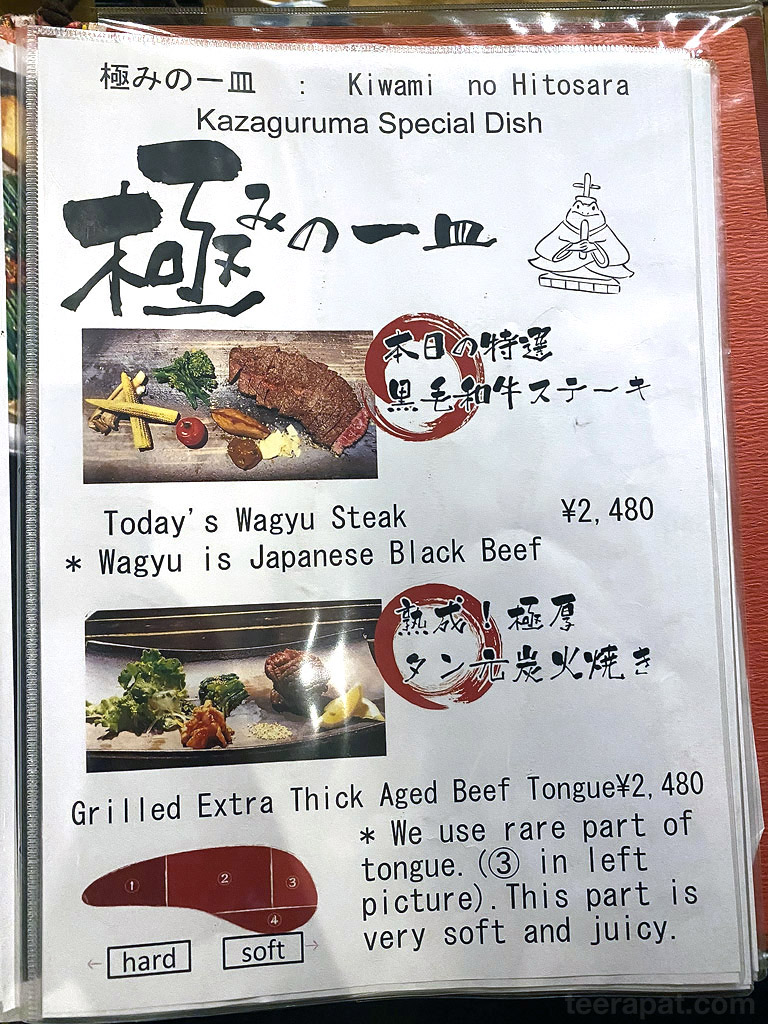 極みの一皿 : Kiwami no Hitosara
Kazaguruma Special Dish
極みの一皿
本日の特選
黒毛和牛ステーキ
Today's Wagyu Steak ¥2,480
* Wagyu is Japanese Black Beef
熟成！極厚
タン元炭火焼き
Grilled Extra Thick Aged Beef Tongue¥2,480
* We use rare part of
tongue.(③ in left
picture).This part is
very soft and juicy.
① ② ③
④
←hard soft→
teerapat.com